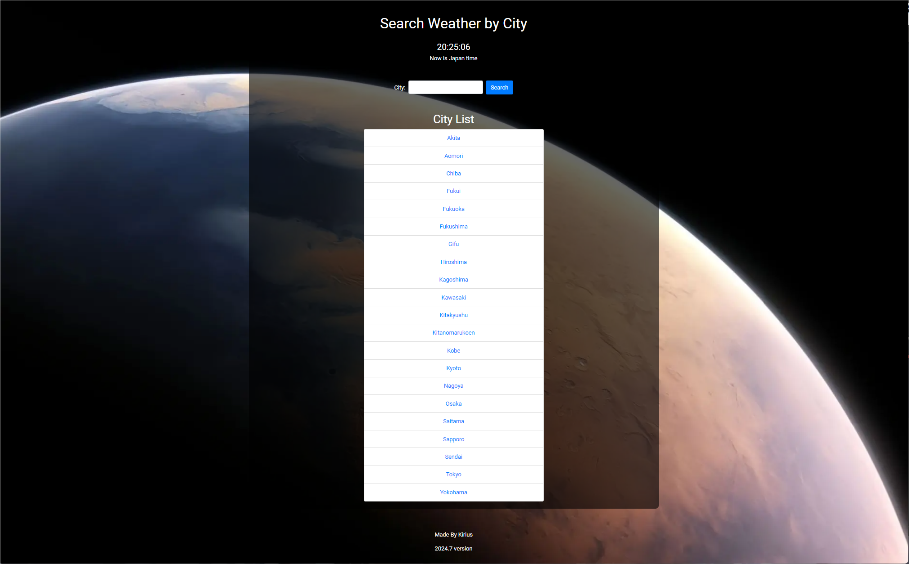 Search Weather by City
20:25:06
Now is Japan time
City:
Search
City List
Akita
Aomori
Chiba
Fukui
Fukuoka
Fukushima
Gifu
Hiroshima
Kagoshima
Kawasaki
Kitakyushu
Kitanomarukoen
Kobe
Kyoto
Nagoya
Osaka
Saitama
Sapporo
Sendai
Tokyo
Yokohama
Made By Kirius
2024.7 version